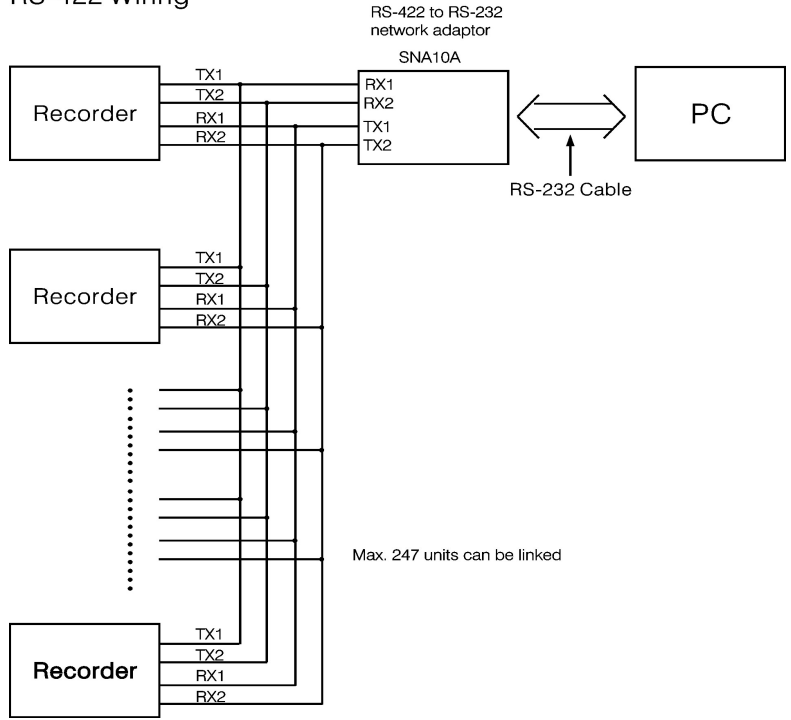 RS-422 Wiring
RS-422 to RS-232
network adaptor
SNA10A
Recorder
TX1
TX2
RX1
RX2
RX1
RX2
TX1
TX2
PC
RS-232 Cable
Recorder
TX1
TX2
RX1
RX2
Max. 247 units can be linked
Recorder
TX1
TX2
RX1
RX2